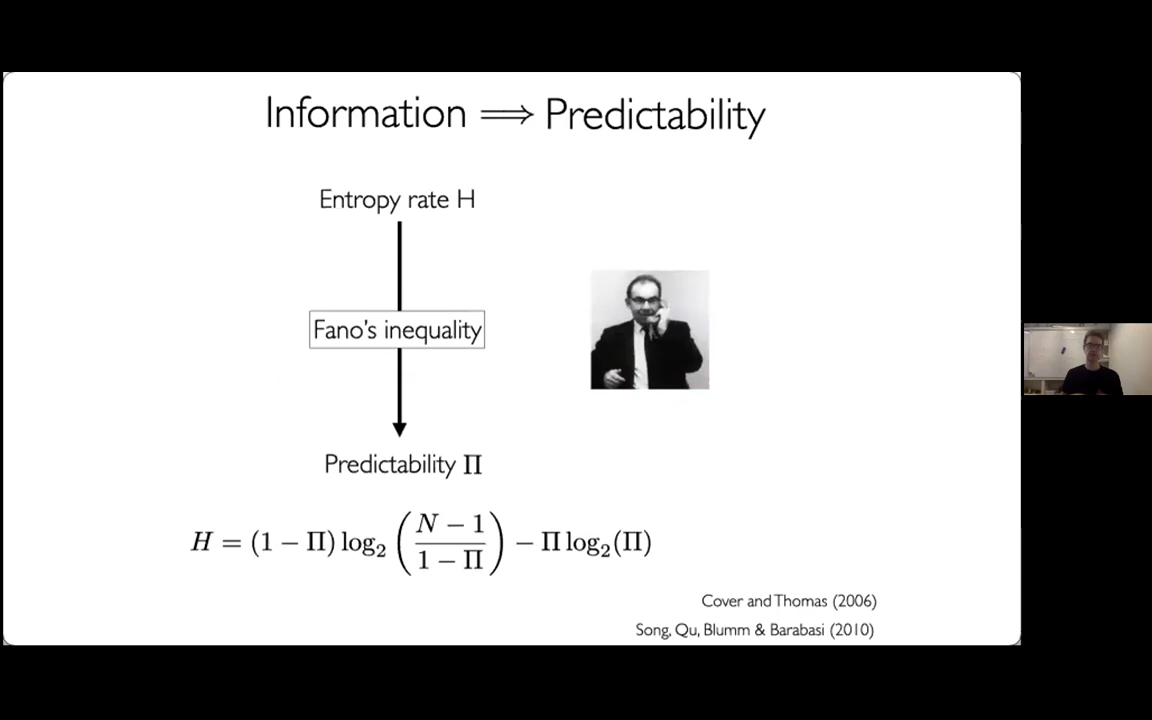 Information ⟹ Predictability
Entropy rate H
Fano's inequality
Predictability Π
H = (1 − Π) log₂ ((N − 1)/(1 − Π)) − Π log₂(Π)
Cover and Thomas (2006)
Song, Qu, Blumm & Barabasi (2010)